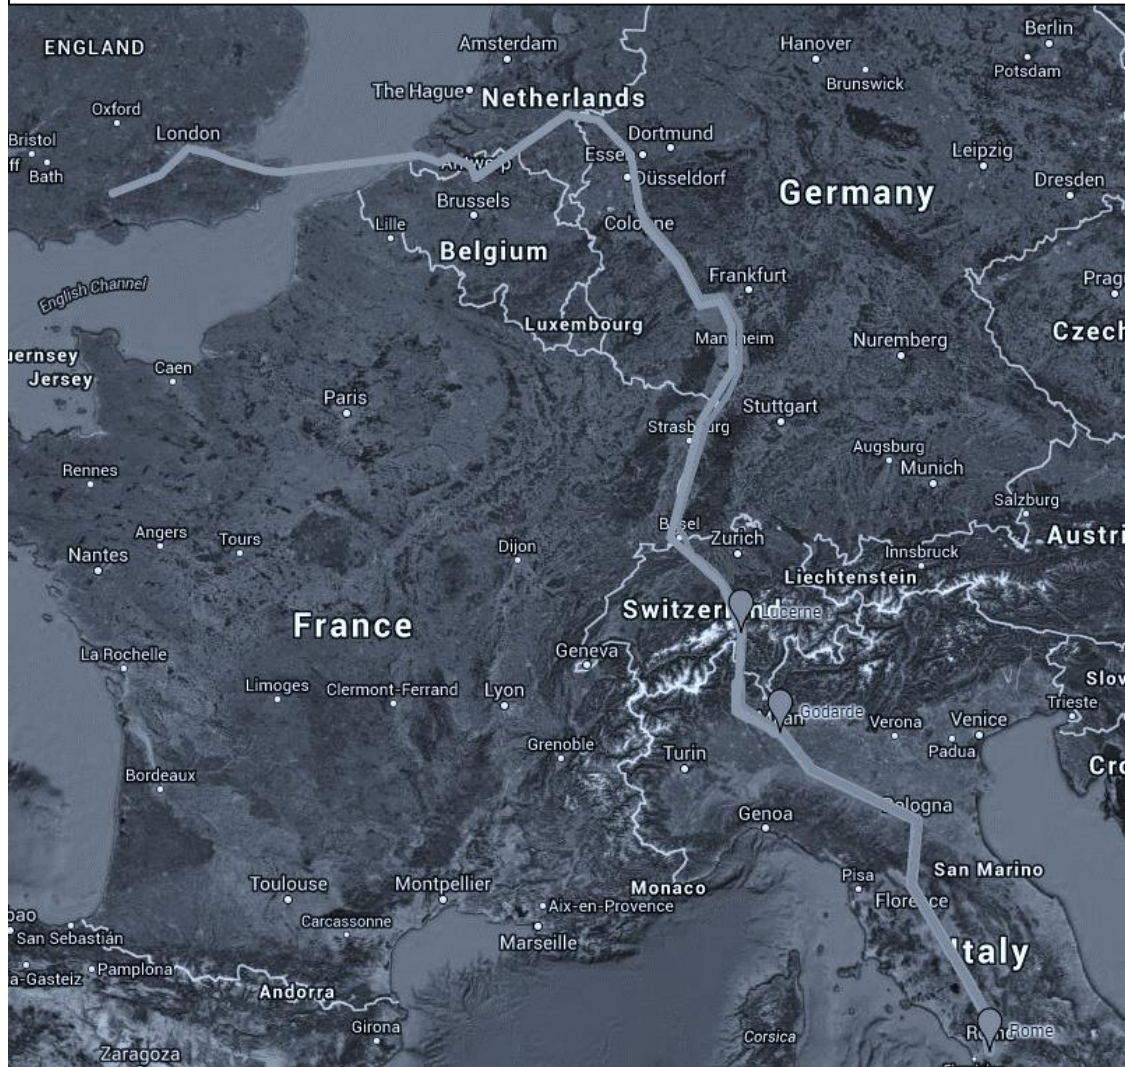 ENGLAND
Amsterdam
Hanover
Berlin
Potsdam
Brunswick
The Hague
Netherlands
Oxford
London
Bristol
ff
Bath
Dortmund
Leipzig
Antwerp
Düsseldorf
Germany
Dresden
Brussels
Lille
Belgium
Frankfurt
English Channel
Luxembourg
Nuremberg
Jersey
Caen
Paris
Stuttgart
Augsburg
Munich
Rennes
Salzburg
Angers
Tours
Nantes
Dijon
Zurich
Innsbruck
Liechtenstein
France
Lucerne
La Rochelle
Geneva
Limoges
Clermont-Ferrand
Lyon
Godarde
Verona
Venice
Trieste
Grenoble
Turin
Padua
Bordeaux
Genoa
San Marino
Toulouse
Montpellier
Monaco
Pisa
Aix-en-Provence
Carcassonne
Marseille
San Sebastián
Italy
a-Gasteiz
Pamplona
Andorra
Girona
Corsica
Rome
Zaragoza